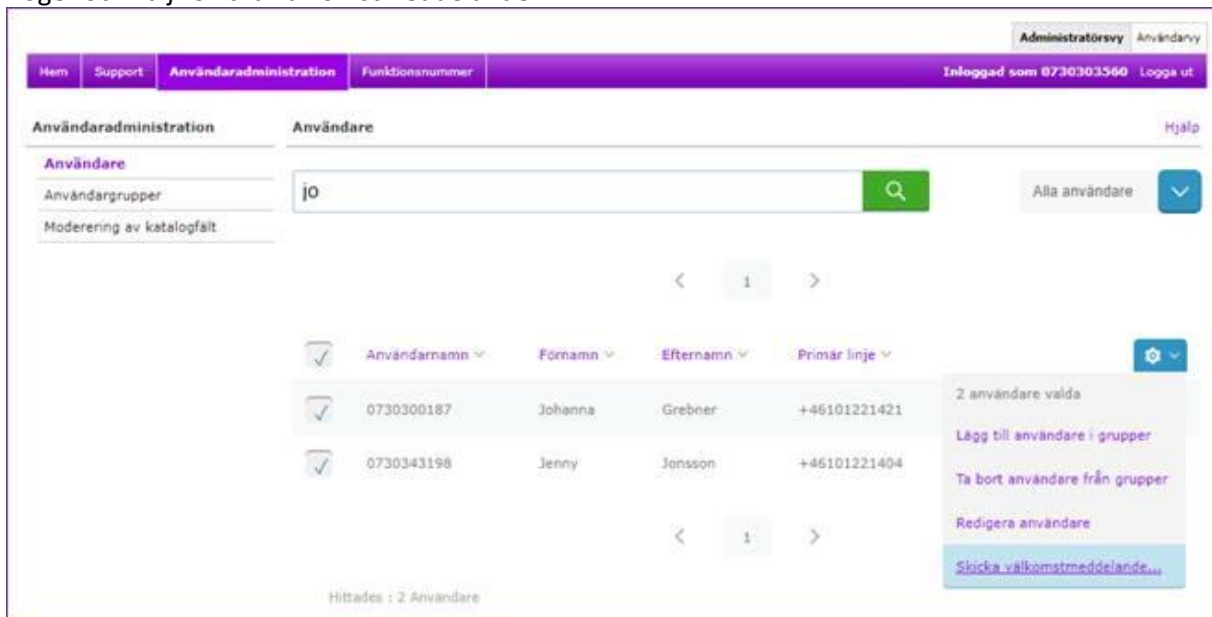 Administratörsvy Användarvy
Hem Support Användaradministration Funktionsnummer Inloggad som 0730303560 Logga ut
Användaradministration Användare Hjälp
Användare
jo Alla användare
Användargrupper
Moderering av katalogfält
1
Användarnamn Förnamn Efternamn Primär linje
0730300187 Johanna Grebner +46101221421
0730343198 Jenny Jonsson +46101221404
2 användare valda
Lägg till användare i grupper
Ta bort användare från grupper
Redigera användare
Skicka välkomstmeddelande...
1
Hittades : 2 Användare